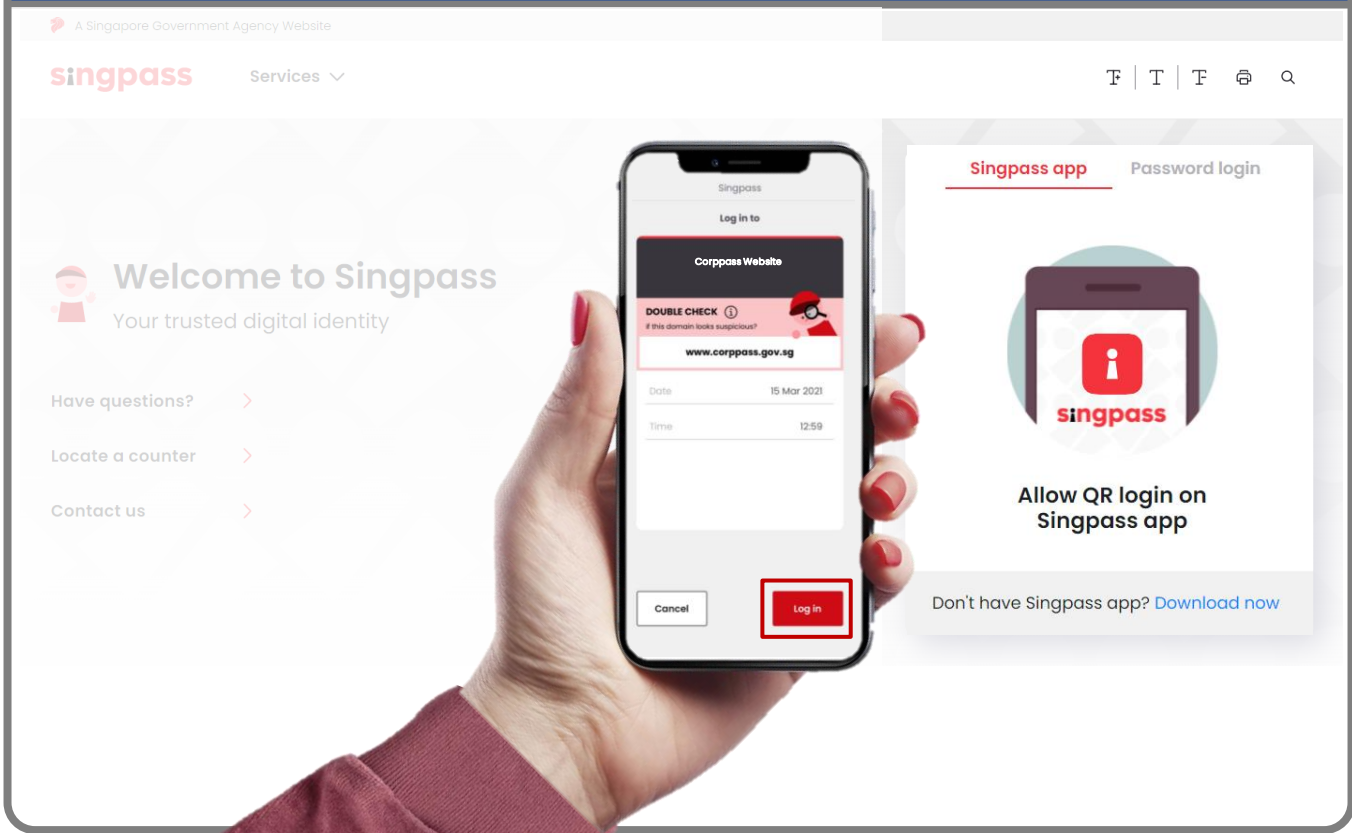 A Singapore Government Agency Website
singpass
Services
T+ T T-
Welcome to Singpass
Your trusted digital identity
Have questions?
Locate a counter
Contact us
Singpass
Log in to
Corppass Website
DOUBLE CHECK i
If this domain looks suspicious?
www.corppass.gov.sg
Date 15 Mar 2021
Time 12:59
Cancel Log in
Singpass app Password login
singpass
Allow QR login on
Singpass app
Don't have Singpass app? Download now